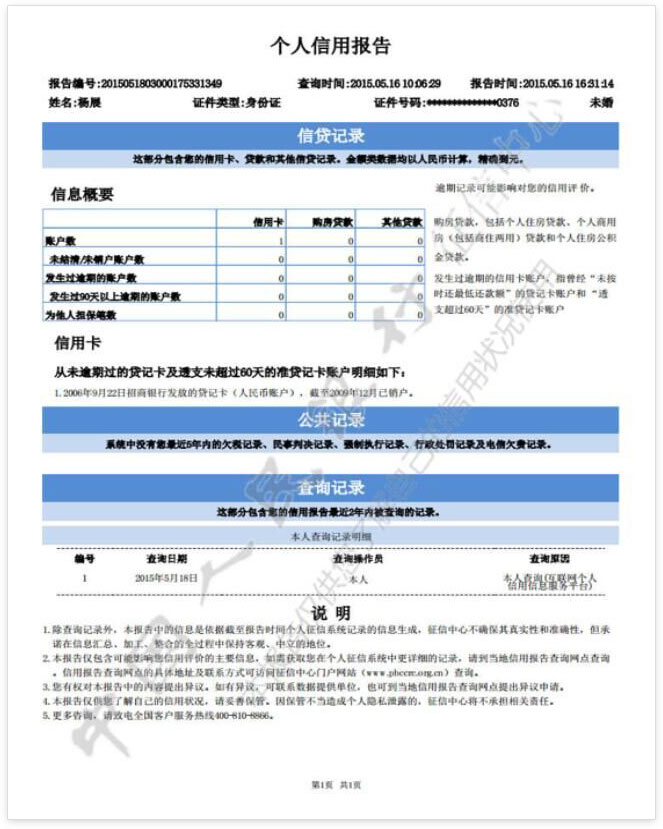 个人信用报告
报告编号:2015051803000175331349 查询时间:2015.05.16 10:06:29 报告时间:2015.05.16 16:31:14
姓名:杨展 证件类型:身份证 证件号码:**************0376 未婚
信贷记录
这部分包含您的信用卡、贷款和其他信贷记录。金额类数据均以人民币计算,精确到元。
信息概要
逾期记录可能影响对您的信用评价。
信用卡 购房贷款 其他贷款
账户数 1 0 0
未结清/未销户账户数 0 0 0
发生过逾期的账户数 0 0 0
发生过90天以上逾期的账户数 0 0 0
为他人担保笔数 0 0 0
购房贷款,包括个人住房贷款、个人商用
房(包括商住两用)贷款和个人住房公积
金贷款。
发生过逾期的信用卡账户,指曾经“未按
时还最低还款额”的贷记卡账户和“透
支超过60天”的准贷记卡账户
信用卡
从未逾期过的贷记卡及透支未超过60天的准贷记卡账户明细如下:
1.2006年9月22日招商银行发放的贷记卡(人民币账户),截至2009年12月已销户。
公共记录
系统中没有您最近5年内的欠税记录、民事判决记录、强制执行记录、行政处罚记录及电信欠费记录。
查询记录
这部分包含您的信用报告最近2年内被查询的记录。
本人查询记录明细
编号 查询日期 查询操作员 查询原因
1 2015年5月18日 本人 本人查询(互联网个人
信用信息服务平台)
说 明
1.除查询记录外,本报告中的信息是依据截至报告时间个人征信系统记录的信息生成,征信中心不确保其真实性和准确性,但承
诺在信息汇总、加工、整合的全过程中保持客观、中立的地位。
2.本报告仅包含可能影响您信用评价的主要信息,如需获取您在个人征信系统中更详细的记录,请到当地信用报告查询网点查询
。信用报告查询网点的具体地址及联系方式可访问征信中心门户网站(www.pbccrc.org.cn)查询。
3.您有权对本报告中的内容提出异议。如有异议,可联系数据提供单位,也可到当地信用报告查询网点提出异议申请。
4.本报告仅供您了解自己的信用状况,请妥善保管。因保管不当造成个人隐私泄露的,征信中心将不承担相关责任。
5.更多咨询,请致电全国客户服务热线400-810-8866。
第1页 共1页
中国人民银行征信中心
仅供您了解自己的信用状况使用